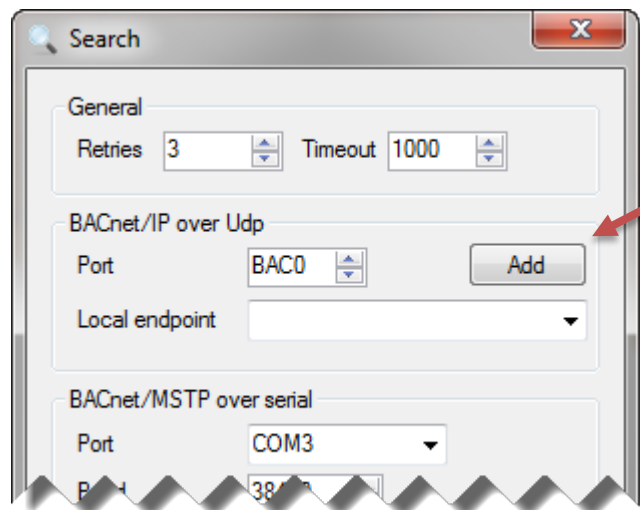 Search
General
Retries 3 Timeout 1000
BACnet/IP over Udp
Port BAC0 Add
Local endpoint
BACnet/MSTP over serial
Port COM3